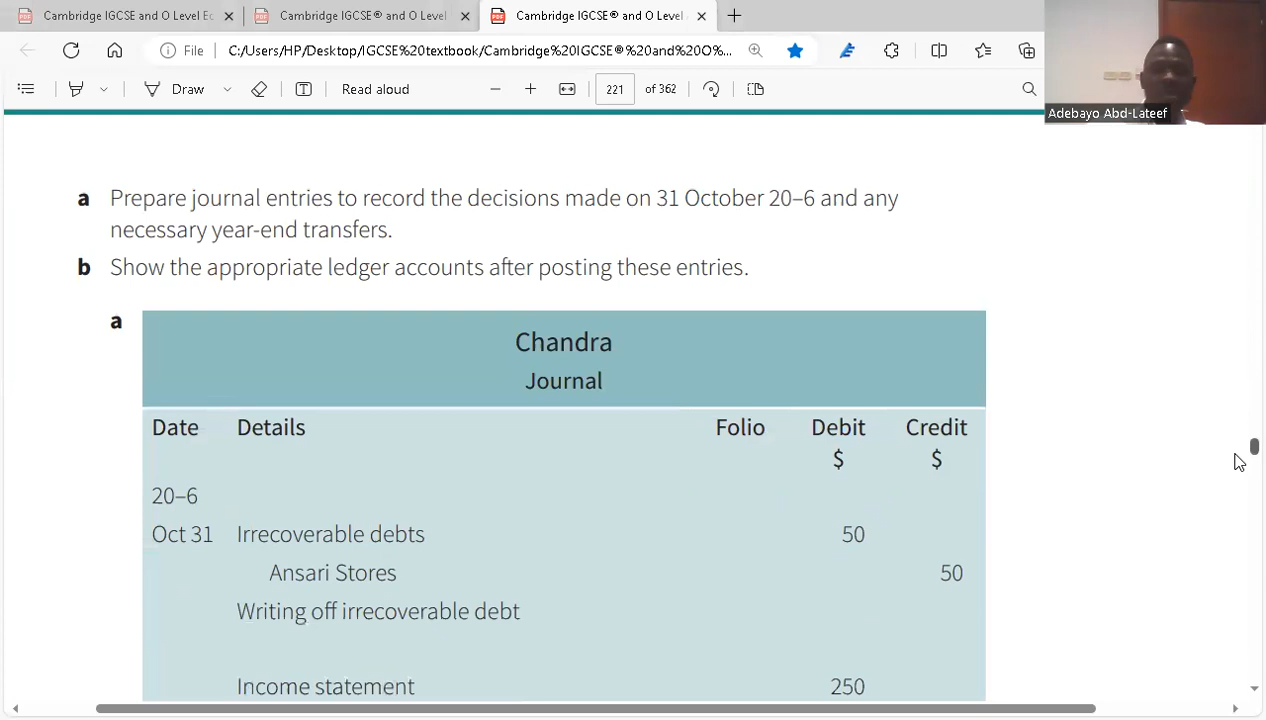 Cambridge IGCSE and O Level Ec
Cambridge IGCSE® and O Level
Cambridge IGCSE® and O Level
File
C:/Users/HP/Desktop/IGCSE%20textbook/Cambridge%20IGCSE®%20and%20O%...
Draw
Read aloud
221 of 362
Adebayo Abd-Lateef
a Prepare journal entries to record the decisions made on 31 October 20–6 and any
necessary year-end transfers.
b Show the appropriate ledger accounts after posting these entries.
a
Chandra
Journal
Date Details Folio Debit Credit
$ $
20–6
Oct 31 Irrecoverable debts 50
Ansari Stores 50
Writing off irrecoverable debt
Income statement 250